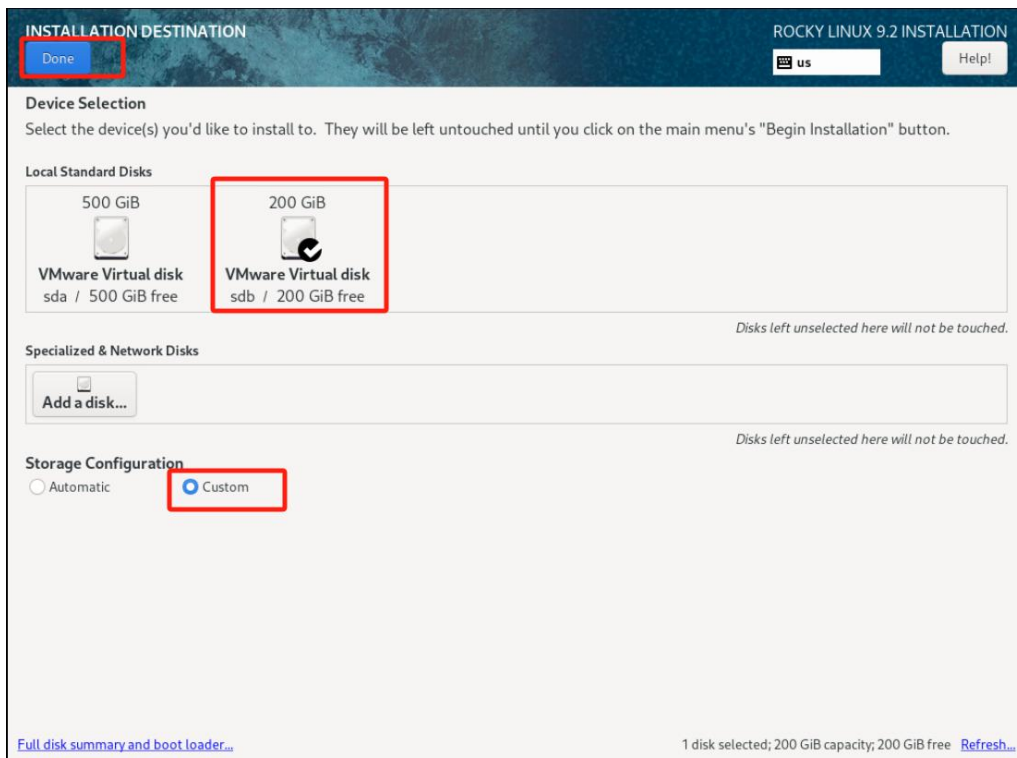 INSTALLATION DESTINATION
ROCKY LINUX 9.2 INSTALLATION
Done
us
Help!
Device Selection
Select the device(s) you'd like to install to. They will be left untouched until you click on the main menu's "Begin Installation" button.
Local Standard Disks
500 GiB
200 GiB
VMware Virtual disk
VMware Virtual disk
sda / 500 GiB free
sdb / 200 GiB free
Disks left unselected here will not be touched.
Specialized & Network Disks
Add a disk...
Disks left unselected here will not be touched.
Storage Configuration
Automatic
Custom
Full disk summary and boot loader...
1 disk selected; 200 GiB capacity; 200 GiB free Refresh...